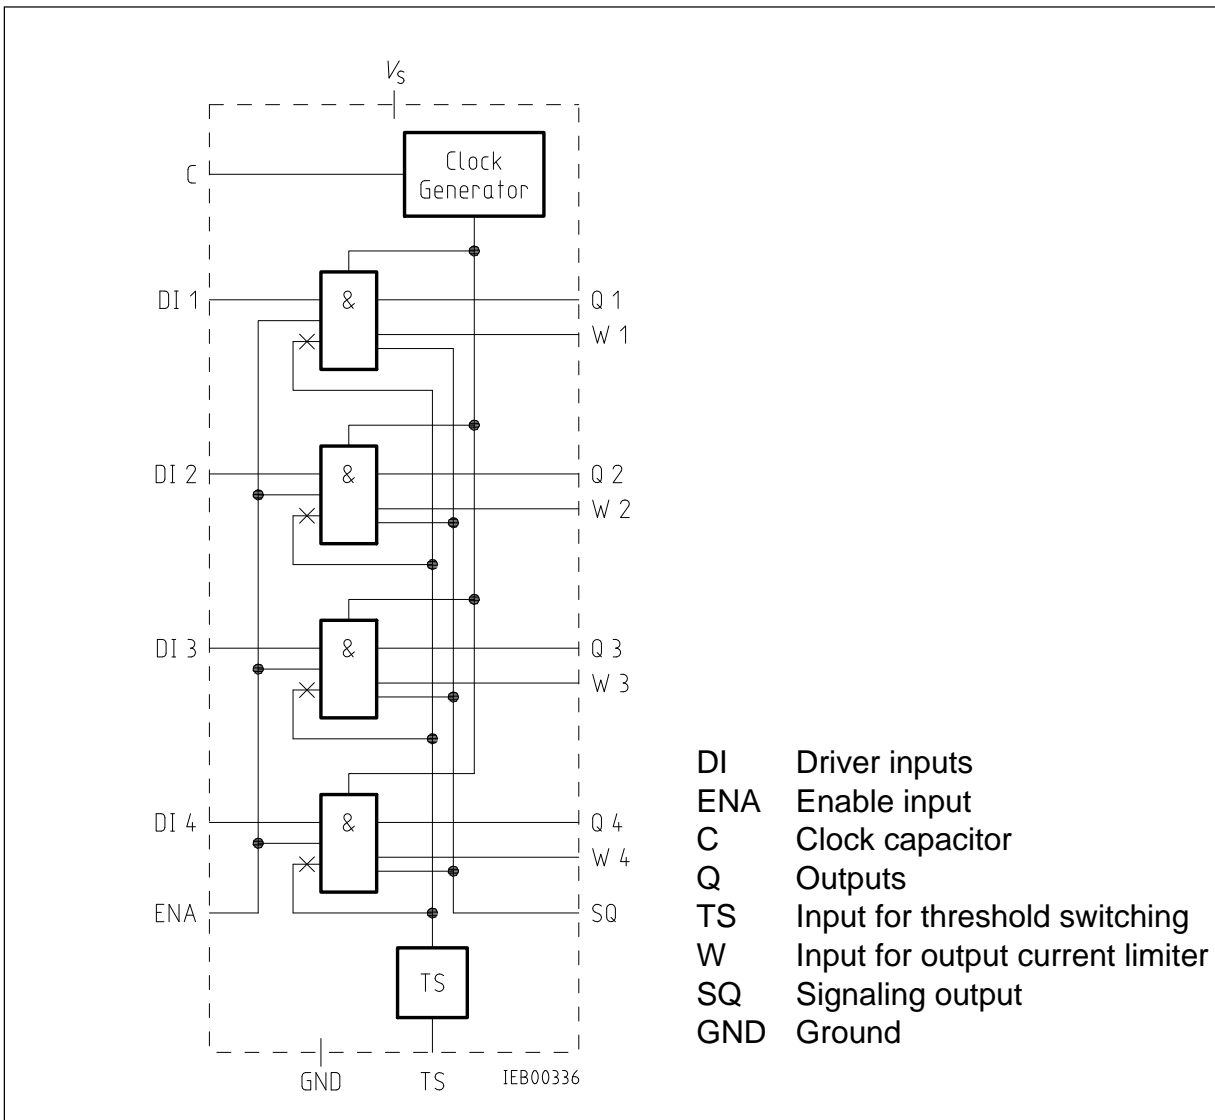 VS
C
Clock
Generator
DI 1
&
Q 1
W 1
DI 2
&
Q 2
W 2
DI 3
&
Q 3
W 3
DI 4
&
Q 4
W 4
ENA
SQ
TS
GND
TS
IEB00336
DI Driver inputs
ENA Enable input
C Clock capacitor
Q Outputs
TS Input for threshold switching
W Input for output current limiter
SQ Signaling output
GND Ground